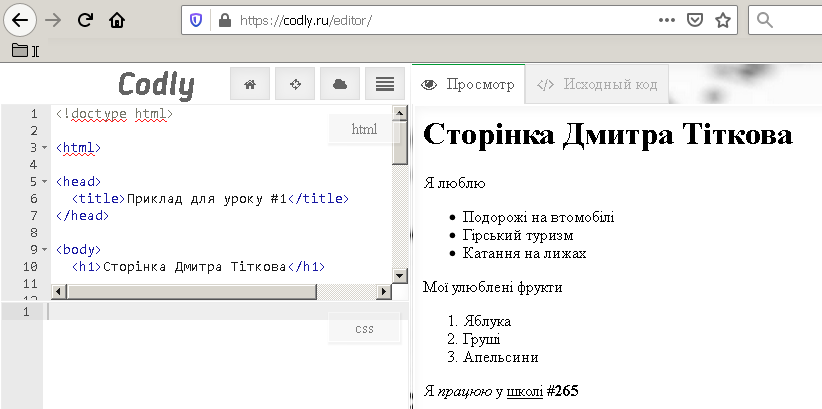 https://codly.ru/editor/
Codly
Просмотр
Исходный код
html
1 <!doctype html>
2
3 <html>
4
5 <head>
6 <title>Приклад для уроку #1</title>
7 </head>
8
9 <body>
10 <h1>Сторінка Дмитра Тіткова</h1>
11
12
css
1
Сторінка Дмитра Тіткова
Я люблю
Подорожі на втомобілі
Гірський туризм
Катання на лижах
Мої улюблені фрукти
1. Яблука
2. Груші
3. Апельсини
Я працюю у школі #265